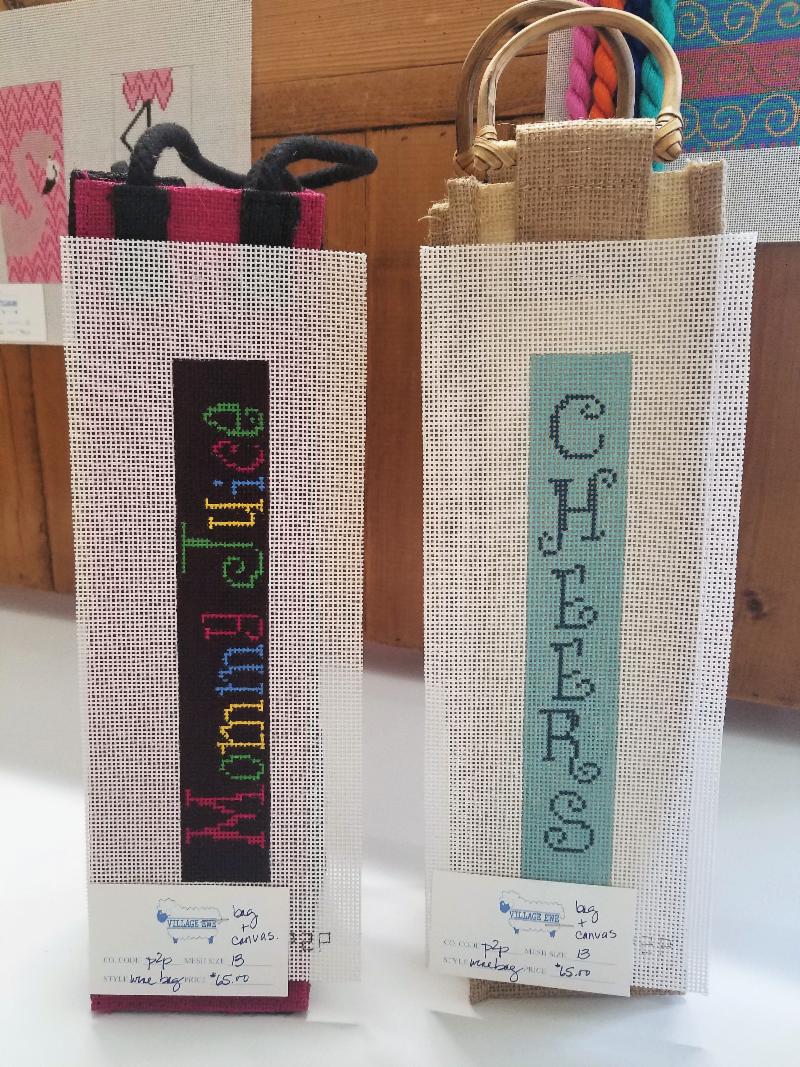 Mommy Juice
VILLAGE EWE
bag
+
canvas.
CO. CODE p2p MESH SIZE 13
STYLE wine bag PRICE $65.00
P2P
CHEERS
VILLAGE EWE
bag
+
canvas
CO. CODE p2p MESH SIZE 13
STYLE wine bag PRICE $65.00